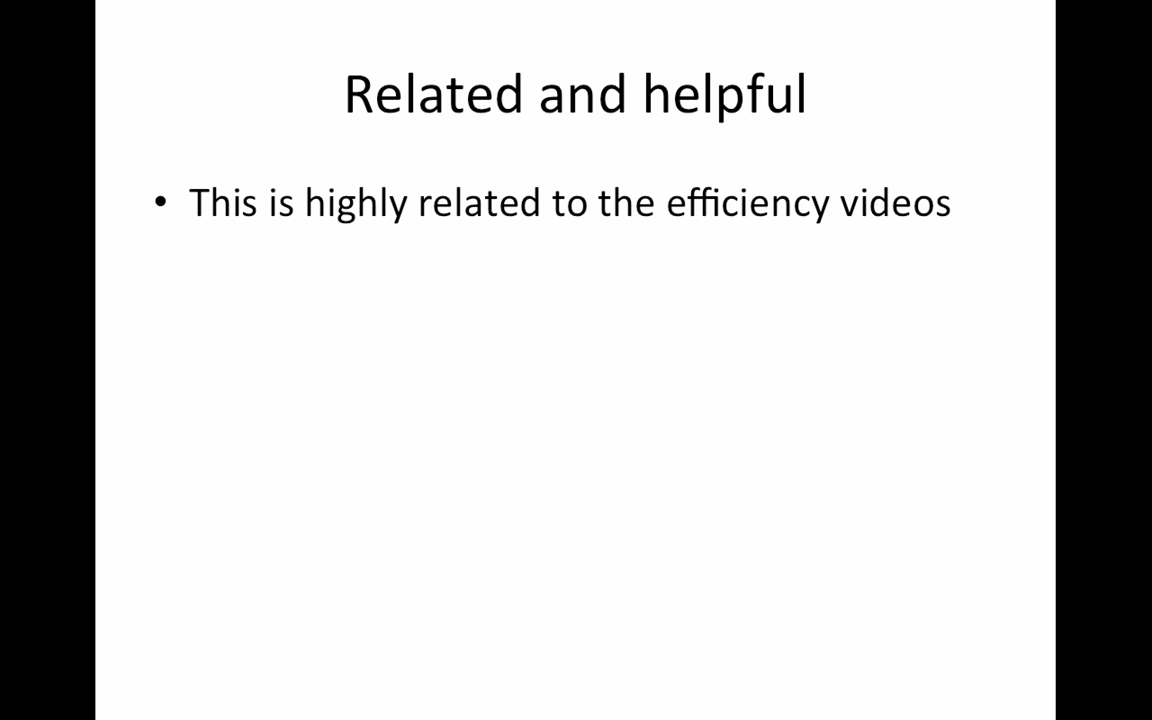 Related and helpful
• This is highly related to the efficiency videos